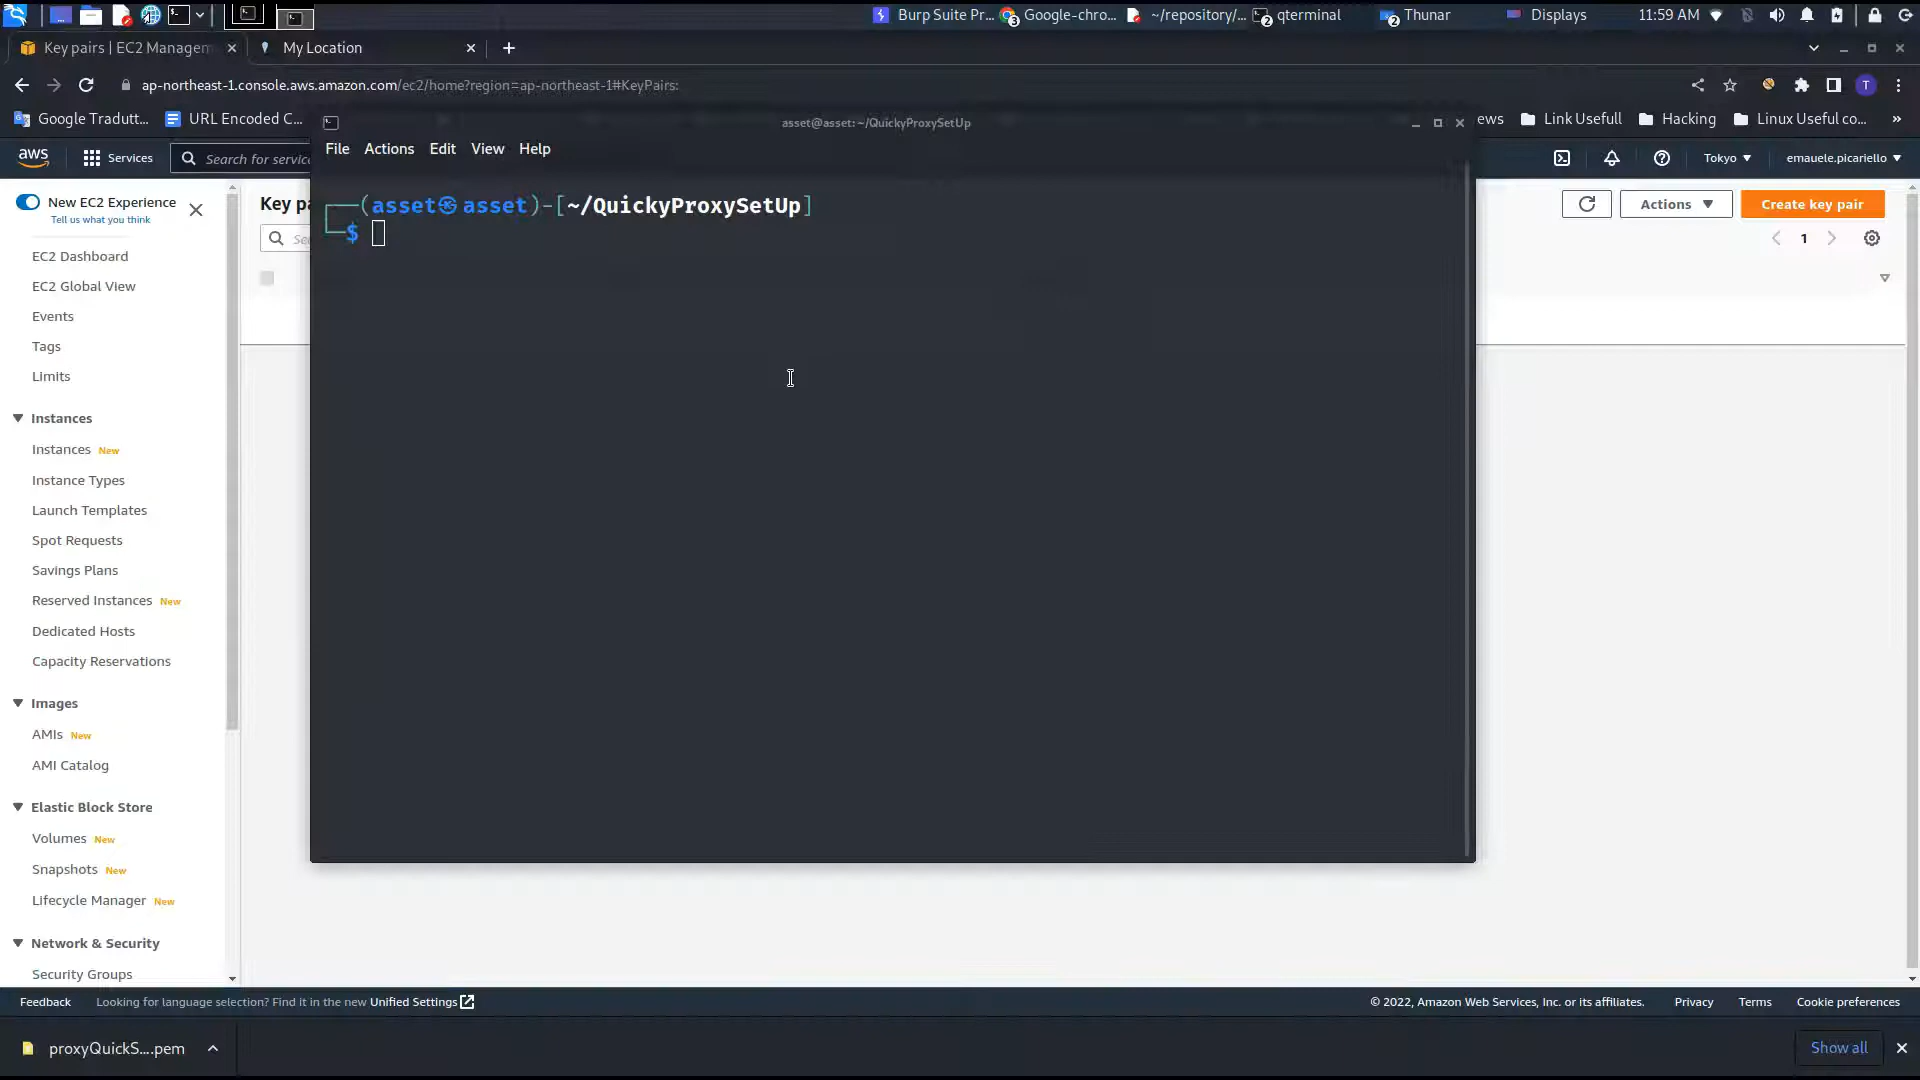 Burp Suite Pr...
Google-chro...
~/repository/...
qterminal
Thunar
Displays
11:59 AM
Key pairs | EC2 Managem
My Location
ap-northeast-1.console.aws.amazon.com/ec2/home?region=ap-northeast-1#KeyPairs:
T
Google Tradutt...
URL Encoded C...
asset@asset:~/QuickyProxySetUp
ews
Link Usefull
Hacking
Linux Useful co...
»
aws
Services
Search for service
File
Actions
Edit
View
Help
Tokyo
emauele.picariello
New EC2 Experience
Tell us what you think
Key pa
(asset㉿asset)-[~/QuickyProxySetUp]
$
Actions
Create key pair
1
EC2 Dashboard
EC2 Global View
Events
Tags
Limits
Instances
Instances New
Instance Types
Launch Templates
Spot Requests
Savings Plans
Reserved Instances New
Dedicated Hosts
Capacity Reservations
Images
AMIs New
AMI Catalog
Elastic Block Store
Volumes New
Snapshots New
Lifecycle Manager New
Network & Security
Security Groups
Feedback
Looking for language selection? Find it in the new Unified Settings
© 2022, Amazon Web Services, Inc. or its affiliates.
Privacy
Terms
Cookie preferences
proxyQuickS....pem
Show all